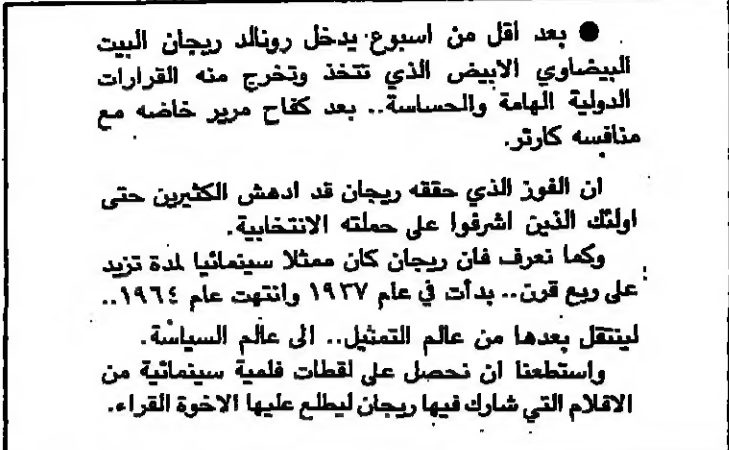 ● بعد اقل من اسبوع يدخل رونالد ريجان البيت
البيضاوي الابيض الذي تتخذ وتخرج منه القرارات
الدولية الهامة والحساسة.. بعد كفاح مرير خاضه مع
منافسه كارتر.
ان الفوز الذي حققه ريجان قد ادهش الكثيرين حتى
اولئك الذين اشرفوا على حملته الانتخابية.
وكما نعرف فان ريجان كان ممثلا سينمائيا لمدة تزيد
على ربع قرن.. بدأت في عام ١٩٣٧ وانتهت عام ١٩٦٤..
لينتقل بعدها من عالم التمثيل.. الى عالم السياسة.
واستطعنا ان نحصل على لقطات فلمية سينمائية من
الافلام التي شارك فيها ريجان ليطلع عليها الاخوة القراء.